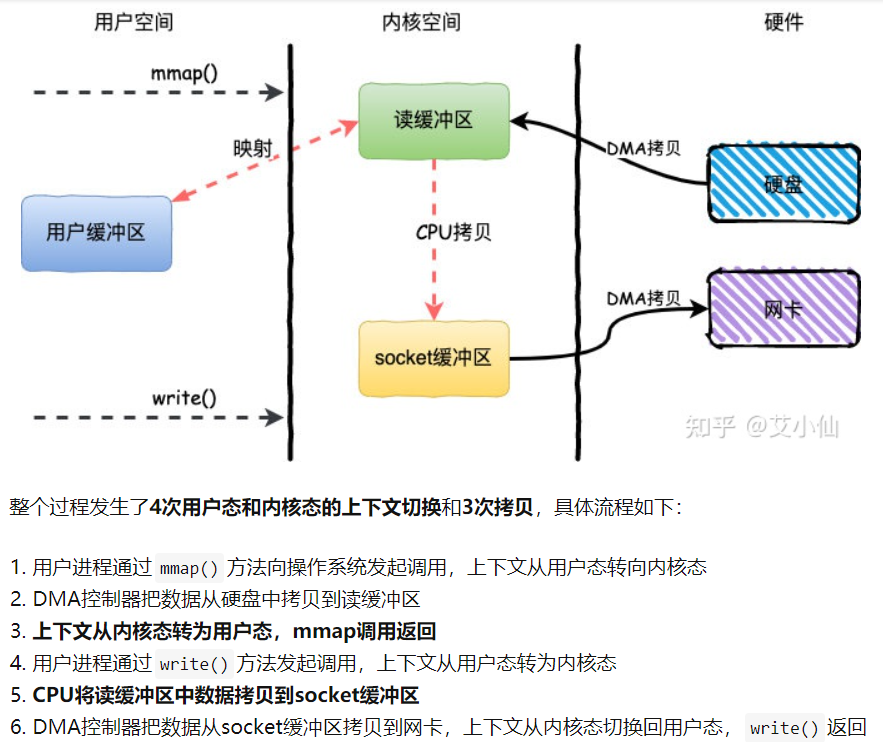 用户空间
内核空间
硬件
mmap()
读缓冲区
映射
DMA拷贝
硬盘
用户缓冲区
CPU拷贝
DMA拷贝
网卡
socket缓冲区
write()
知乎 @艾小仙
整个过程发生了4次用户态和内核态的上下文切换和3次拷贝，具体流程如下：
1. 用户进程通过 mmap() 方法向操作系统发起调用，上下文从用户态转向内核态
2. DMA控制器把数据从硬盘中拷贝到读缓冲区
3. 上下文从内核态转为用户态，mmap调用返回
4. 用户进程通过 write() 方法发起调用，上下文从用户态转为内核态
5. CPU将读缓冲区中数据拷贝到socket缓冲区
6. DMA控制器把数据从socket缓冲区拷贝到网卡，上下文从内核态切换回用户态， write() 返回